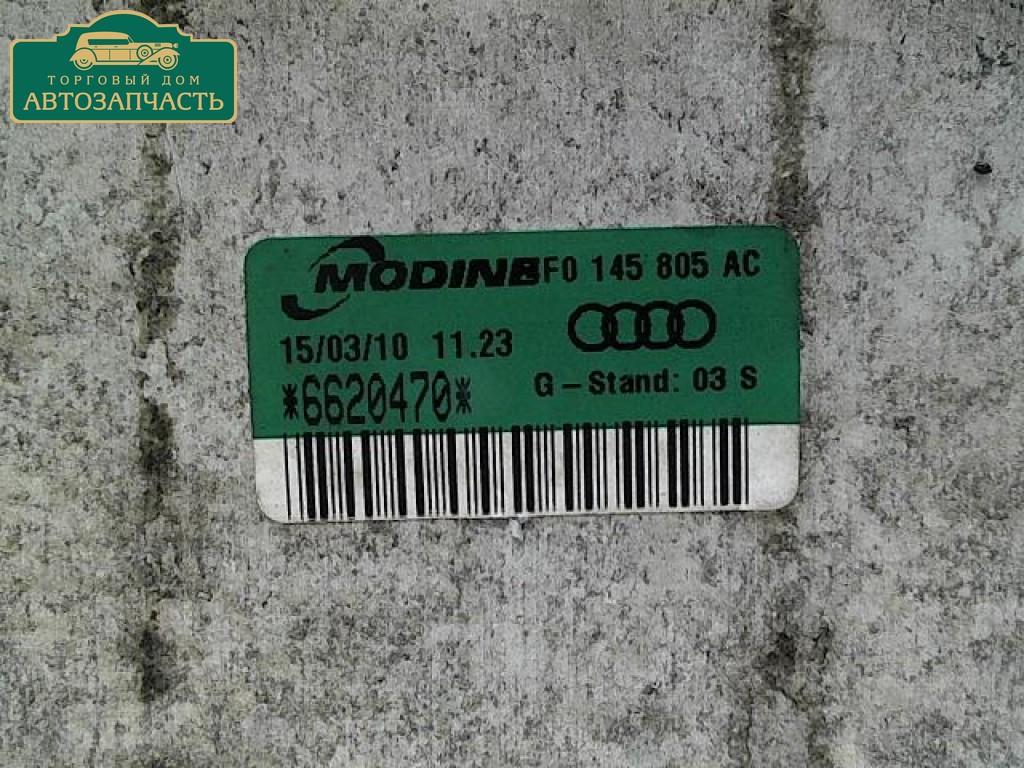 ТОРГОВЫЙ ДОМ
АВТОЗАПЧАСТЬ
MODINE F0 145 805 AC
15/03/10 11.23
*6620470*
G-Stand: 03 S